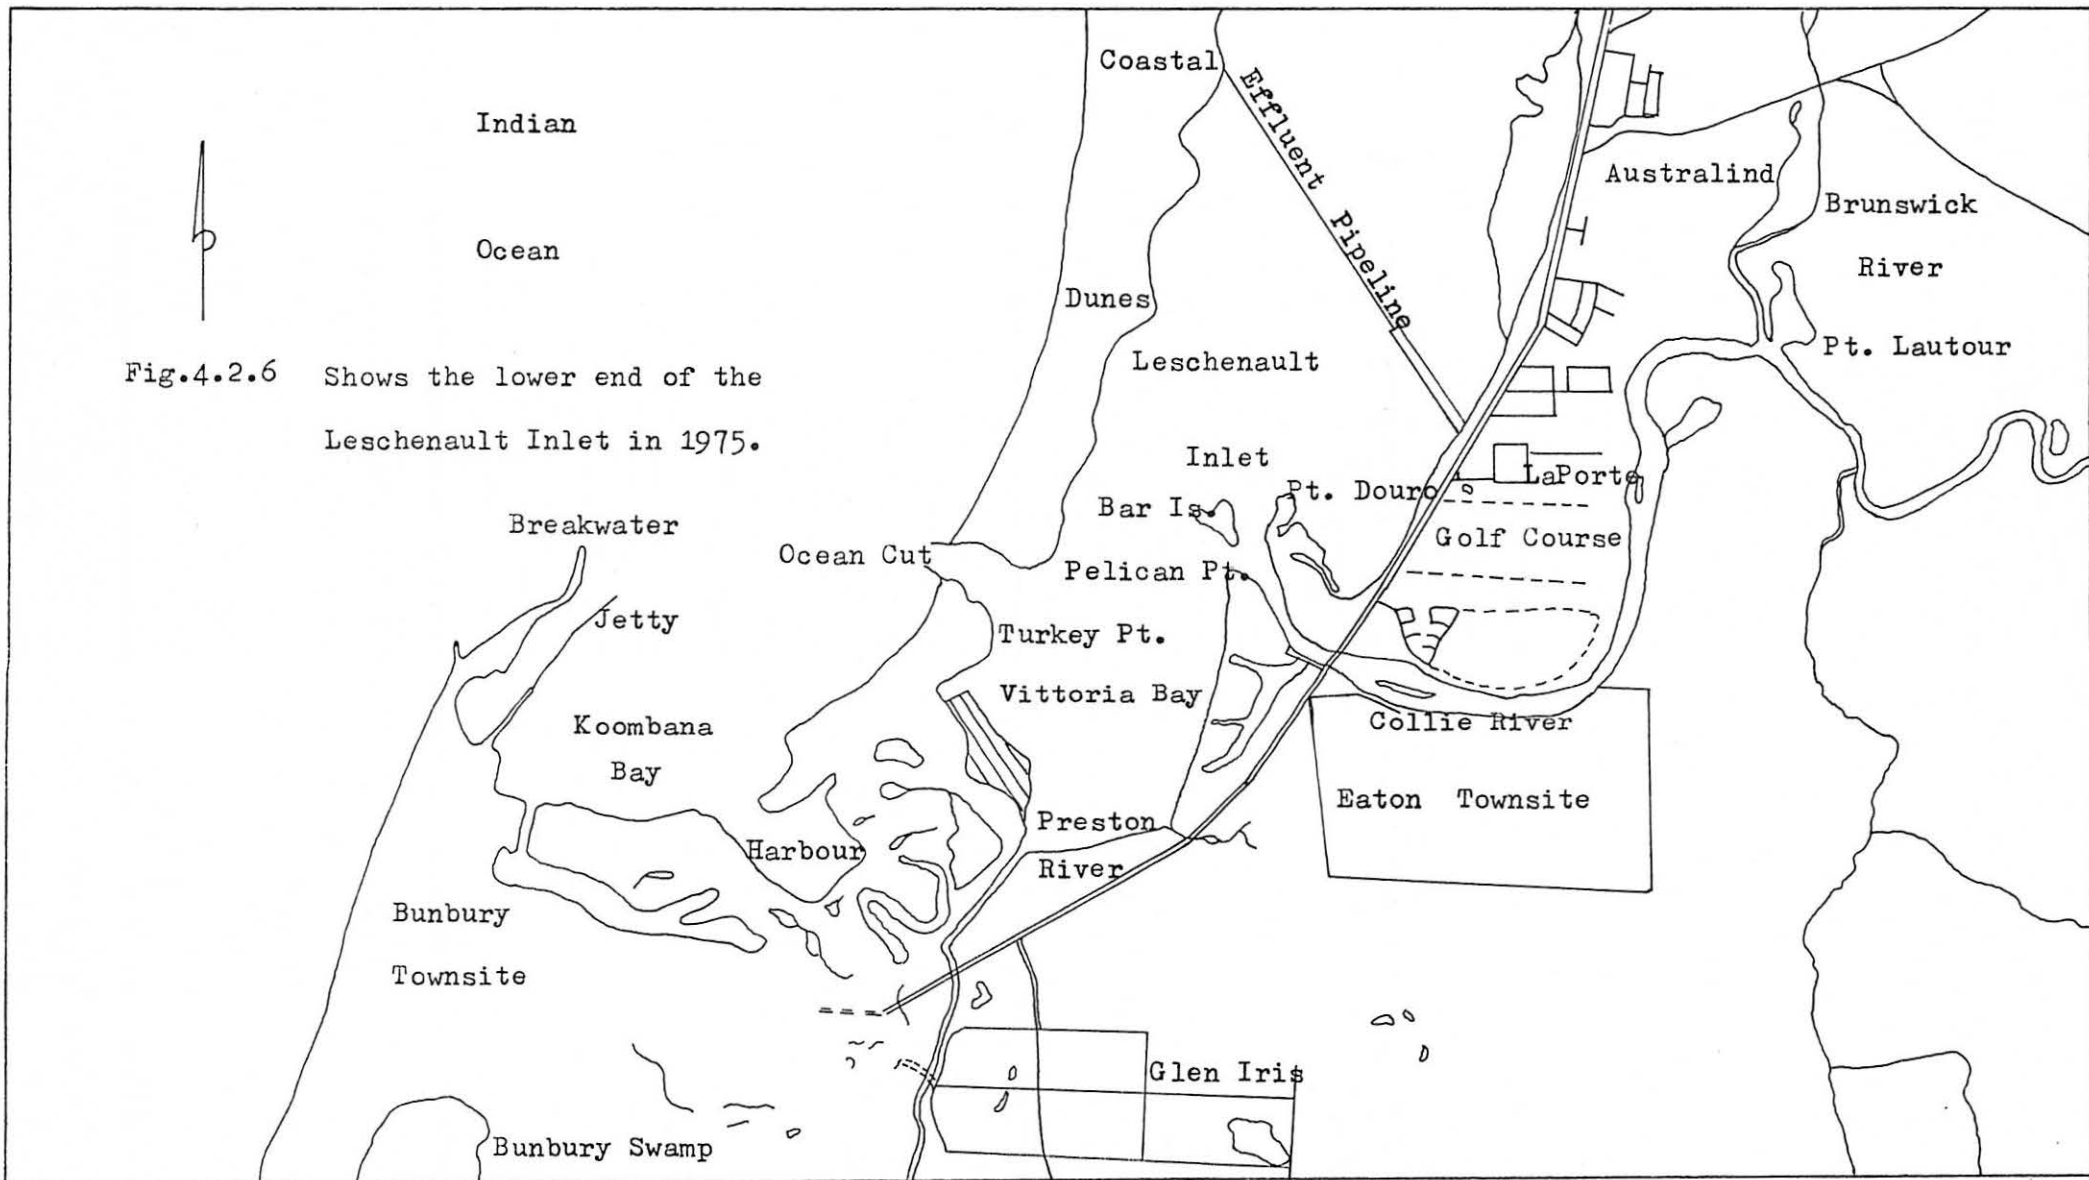 Coastal
Effluent Pipeline
Indian
Australind
Brunswick
Ocean
River
Dunes
Pt. Lautour
Leschenault
Fig.4.2.6 Shows the lower end of the
Leschenault Inlet in 1975.
Inlet
LaPorte
Pt. Douro
Bar Is.
Breakwater
Golf Course
Ocean Cut
Pelican Pt.
Jetty
Turkey Pt.
Vittoria Bay
Koombana
Bay
Collie River
Eaton Townsite
Preston
River
Harbour
Bunbury
Townsite
Glen Iris
Bunbury Swamp